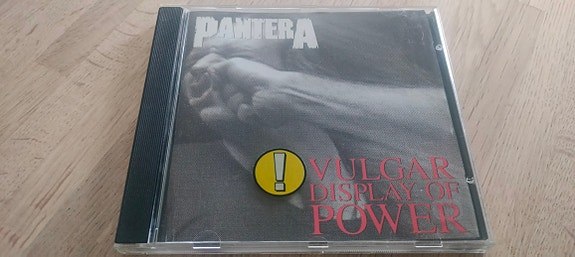 PANTERA
!
VULGAR
DISPLAY OF
POWER